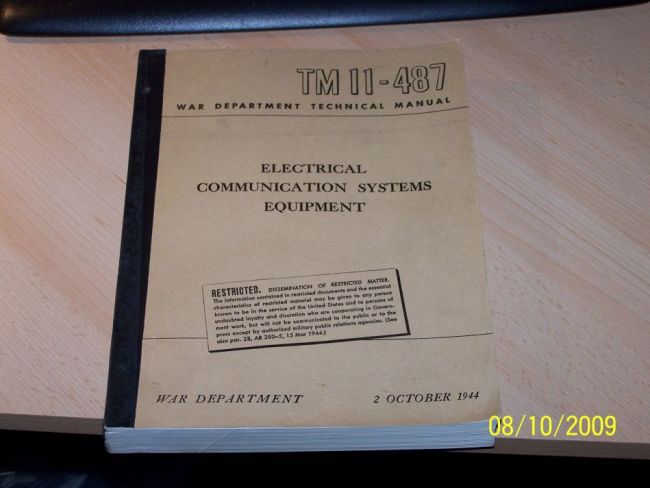 TM 11-487
WAR DEPARTMENT TECHNICAL MANUAL
ELECTRICAL
COMMUNICATION SYSTEMS
EQUIPMENT
RESTRICTED. DISSEMINATION OF RESTRICTED MATTER.
The information contained in restricted documents and the essential
characteristics of restricted material may be given to any person
known to be in the service of the United States and to persons of
undoubted loyalty and discretion who are cooperating in Govern-
ment work, but will not be communicated to the public or to the
press except by authorized military public relations agencies. (See
also par. 28, AR 380-5, 15 Mar 1944.)
WAR DEPARTMENT 2 OCTOBER 1944
08/10/2009